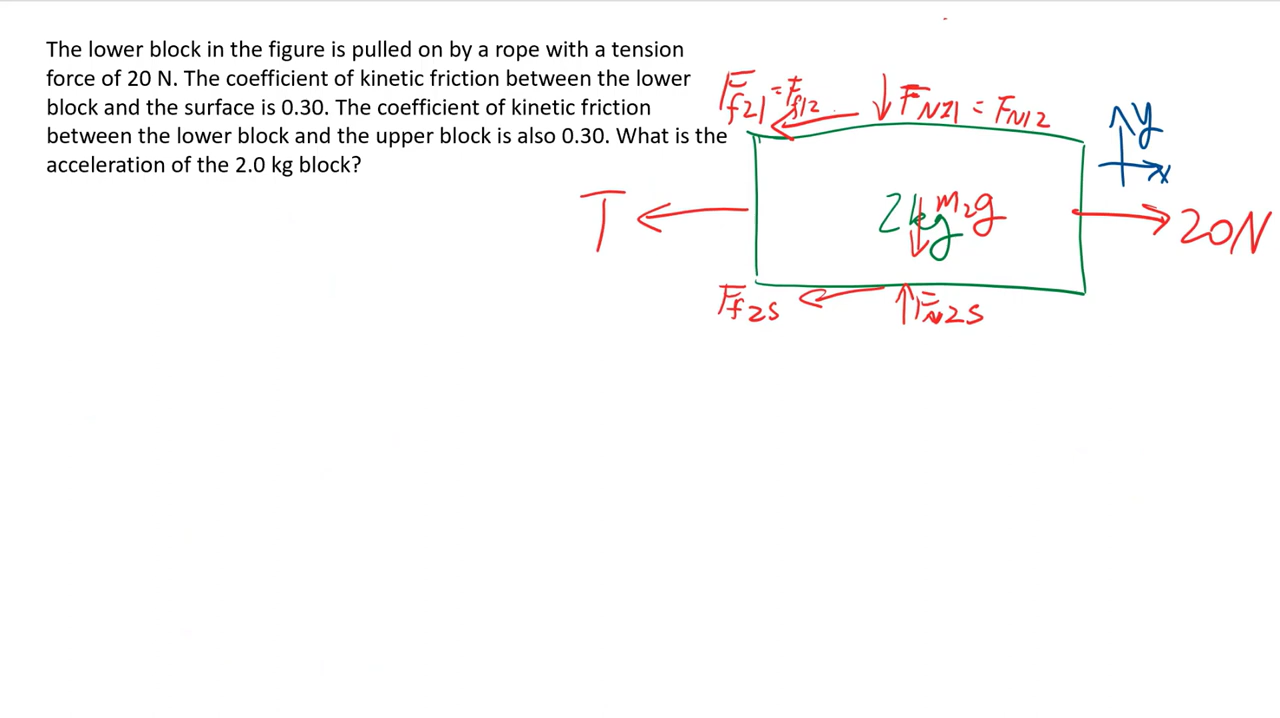 The lower block in the figure is pulled on by a rope with a tension
force of 20 N. The coefficient of kinetic friction between the lower
block and the surface is 0.30. The coefficient of kinetic friction
between the lower block and the upper block is also 0.30. What is the
acceleration of the 2.0 kg block?
Ff21 = Ff12
FN21 = FN12
y
x
T
2kg
m2g
20N
Ff2s
FN2s